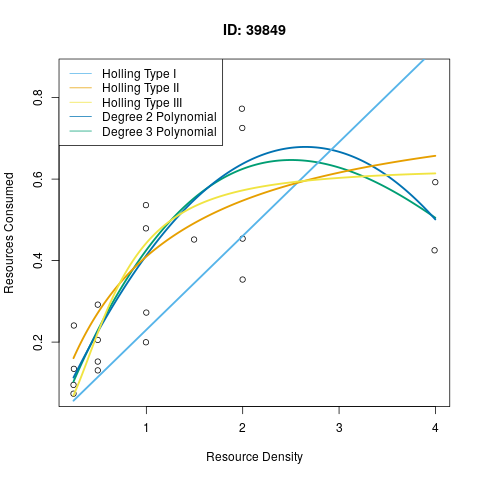 ID: 39849
Holling Type I
Holling Type II
Holling Type III
Degree 2 Polynomial
Degree 3 Polynomial
Resources Consumed
0.8
0.6
0.4
0.2
1 2 3 4
Resource Density